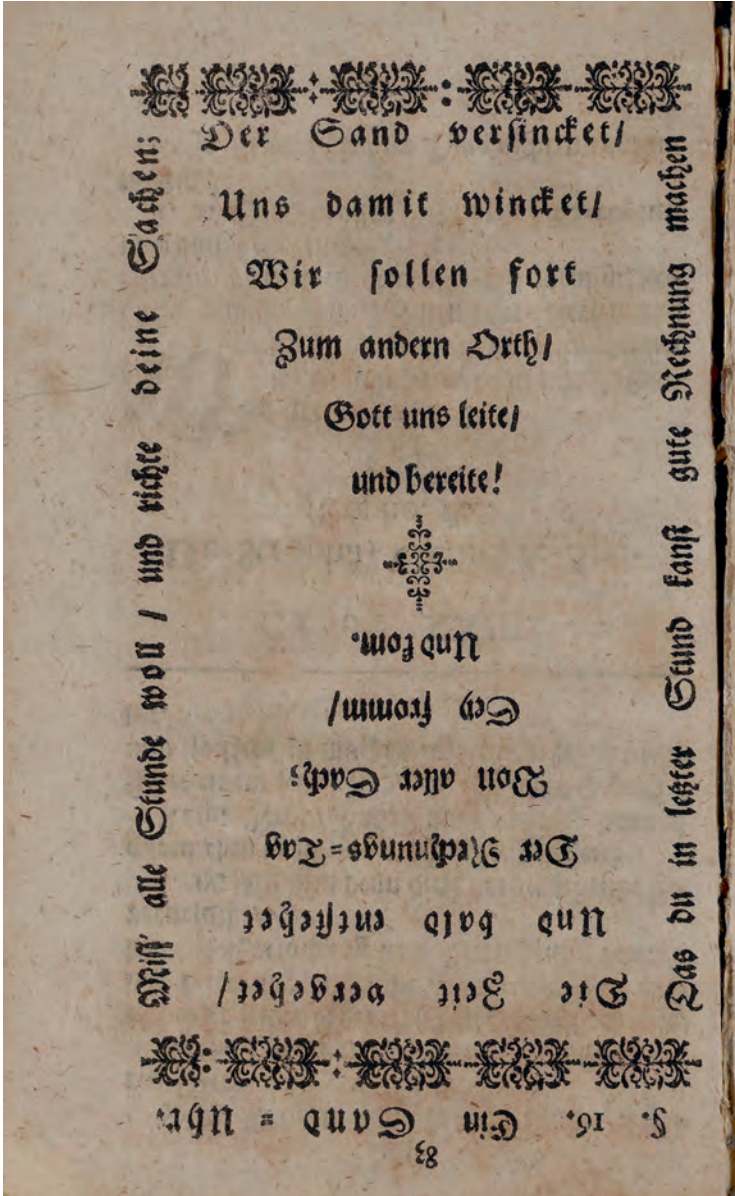 83
§. 16. Ein Sand = Uhr.
Die Zeit vergehet/
Und bald entſtehet
Der Rechnungs=Tag
Von aller Sach;
Sey fromm/
Und kom.
Der Sand verſincket/
Uns damit wincket/
Wir ſollen fort
Zum andern Orth/
Gott uns leite/
und bereite!
Miſſ' alle Stunde woll / und richte deine Sachen;
Das du in letzter Stund kanſt gute Rechnung machen